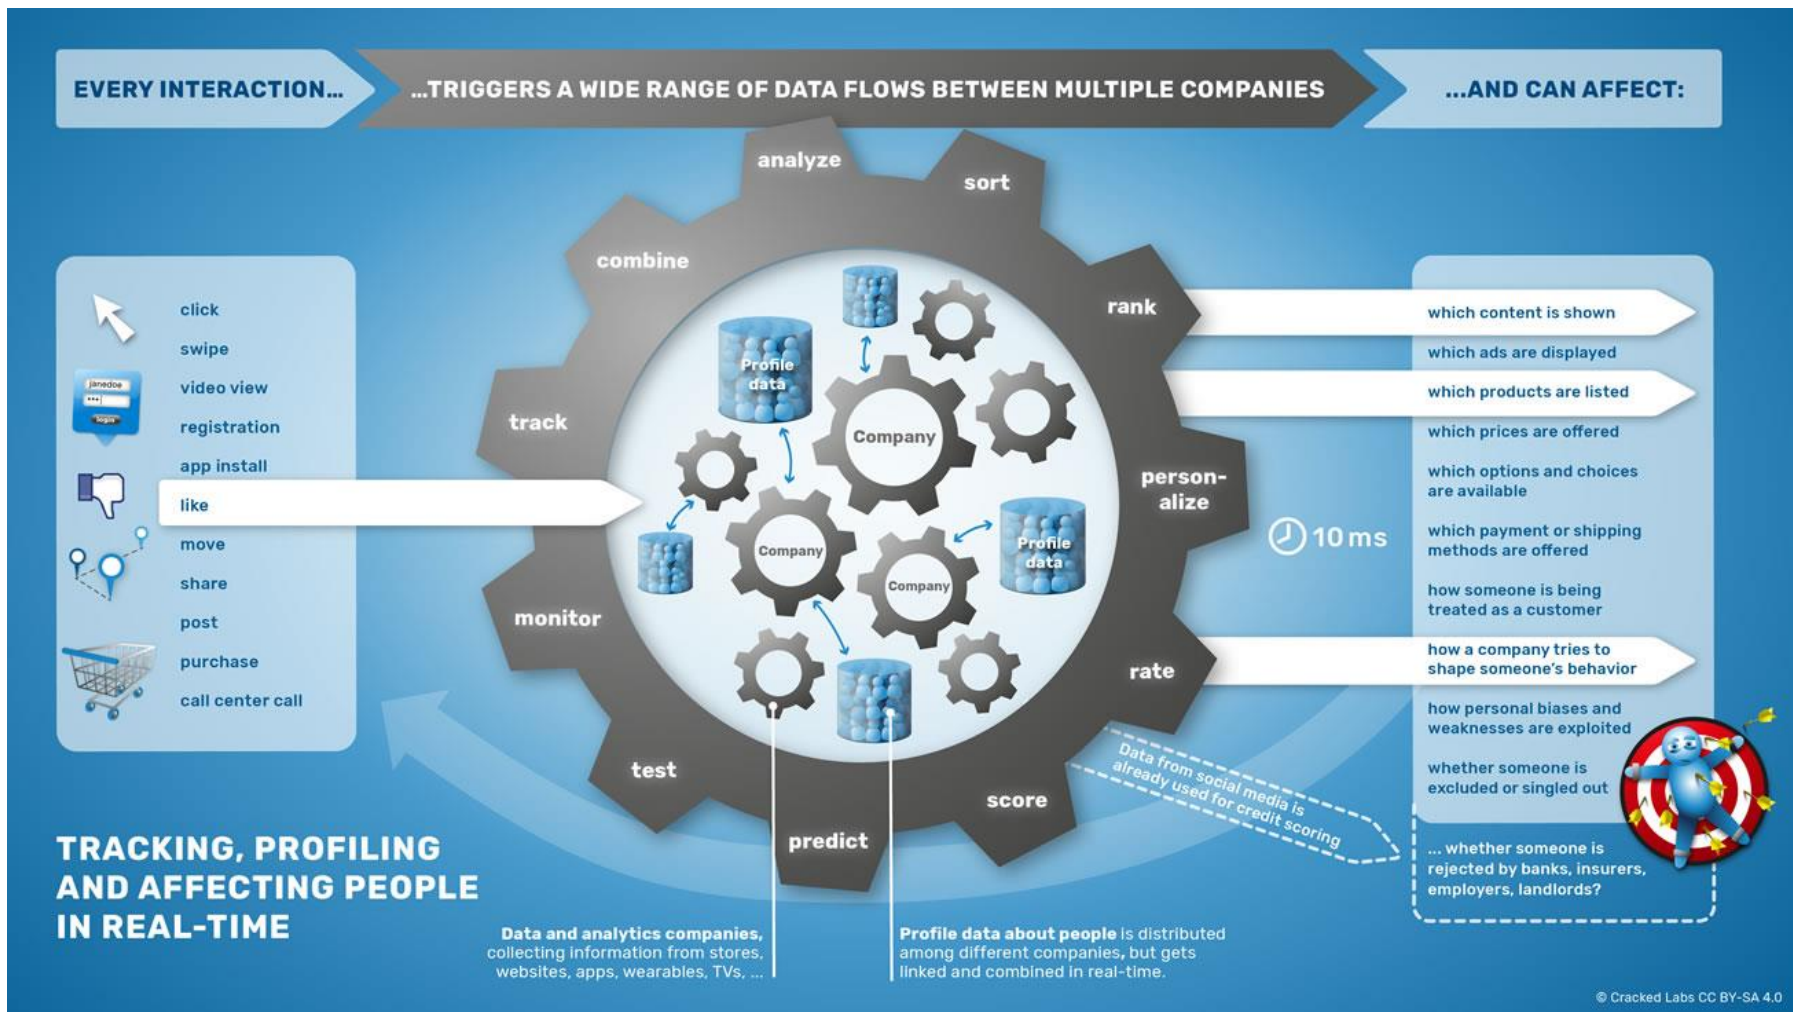 EVERY INTERACTION...
...TRIGGERS A WIDE RANGE OF DATA FLOWS BETWEEN MULTIPLE COMPANIES
...AND CAN AFFECT:
click
swipe
video view
registration
app install
like
move
share
post
purchase
call center call
janedoe
login
analyze
sort
combine
rank
track
person-
alize
monitor
rate
test
score
predict
Profile
data
Company
Company
Company
Profile
data
10 ms
which content is shown
which ads are displayed
which products are listed
which prices are offered
which options and choices
are available
which payment or shipping
methods are offered
how someone is being
treated as a customer
how a company tries to
shape someone's behavior
how personal biases and
weaknesses are exploited
whether someone is
excluded or singled out
Data from social media is
already used for credit scoring
... whether someone is
rejected by banks, insurers,
employers, landlords?
TRACKING, PROFILING
AND AFFECTING PEOPLE
IN REAL-TIME
Data and analytics companies,
collecting information from stores,
websites, apps, wearables, TVs, ...
Profile data about people is distributed
among different companies, but gets
linked and combined in real-time.
© Cracked Labs CC BY-SA 4.0